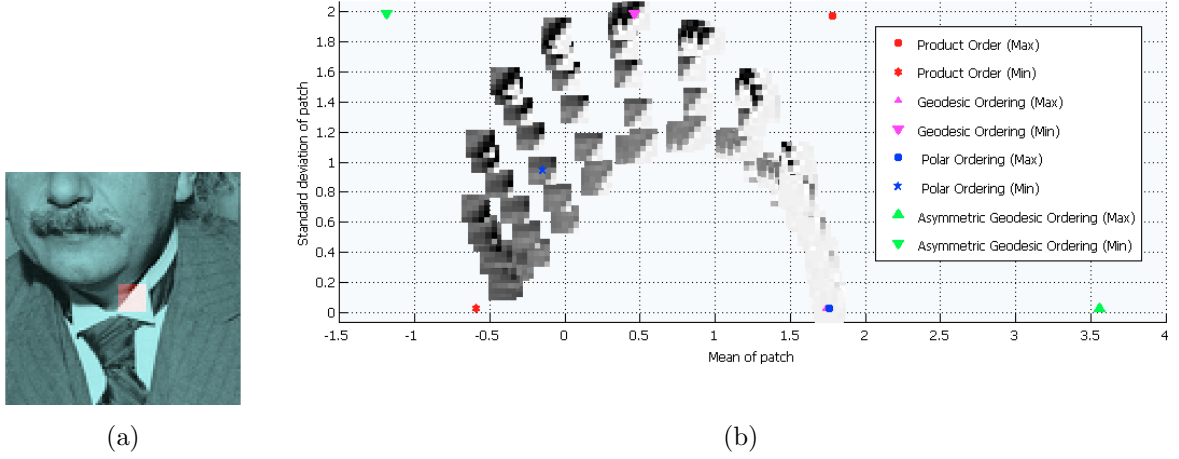 2
1.8
1.6
1.4
1.2
1
0.8
0.6
0.4
0.2
0
Standard deviation of patch
-1.5 -1 -0.5 0 0.5 1 1.5 2 2.5 3 3.5 4
Mean of patch
Product Order (Max)
Product Order (Min)
Geodesic Ordering (Max)
Geodesic Ordering (Min)
Polar Ordering (Max)
Polar Ordering (Min)
Asymmetric Geodesic Ordering (Max)
Asymmetric Geodesic Ordering (Min)
(a) (b)